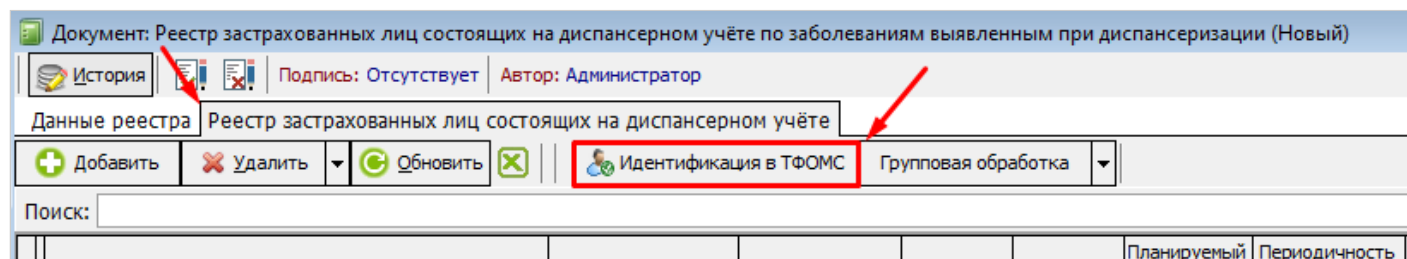 Документ: Реестр застрахованных лиц состоящих на диспансерном учёте по заболеваниям выявленным при диспансеризации (Новый)
История Подпись: Отсутствует Автор: Администратор
Данные реестра Реестр застрахованных лиц состоящих на диспансерном учёте
Добавить Удалить Обновить Идентификация в ТФОМС Групповая обработка
Поиск:
Планируемый Периодичность